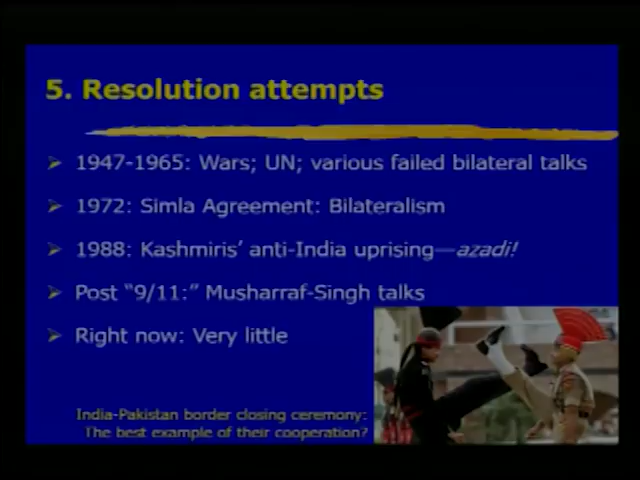 5. Resolution attempts
1947-1965: Wars; UN; various failed bilateral talks
1972: Simla Agreement: Bilateralism
1988: Kashmiris' anti-India uprising—azadi!
Post "9/11:" Musharraf-Singh talks
Right now: Very little
India-Pakistan border closing ceremony:
The best example of their cooperation?